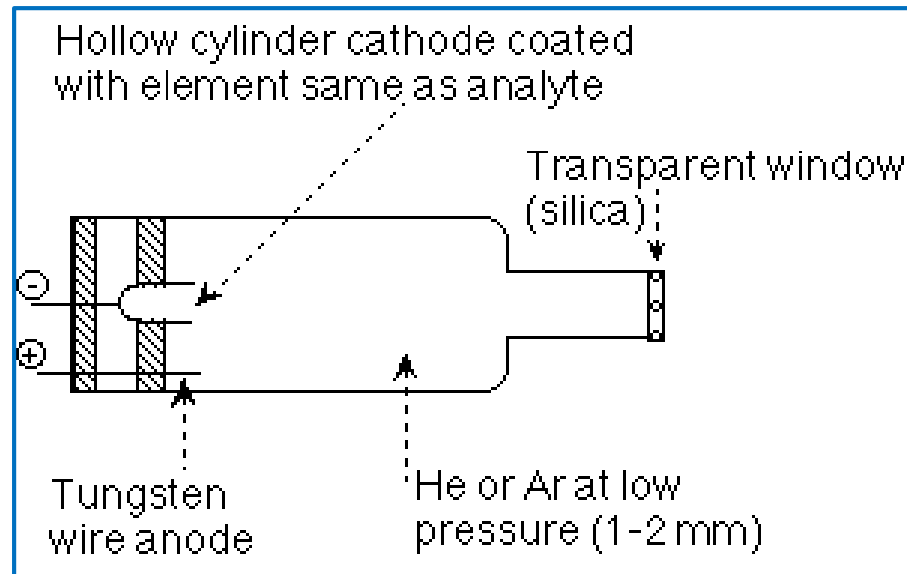 Hollow cylinder cathode coated
with element same as analyte
Transparent window
(silica)
-
+
Tungsten
wire anode
He or Ar at low
pressure (1-2 mm)